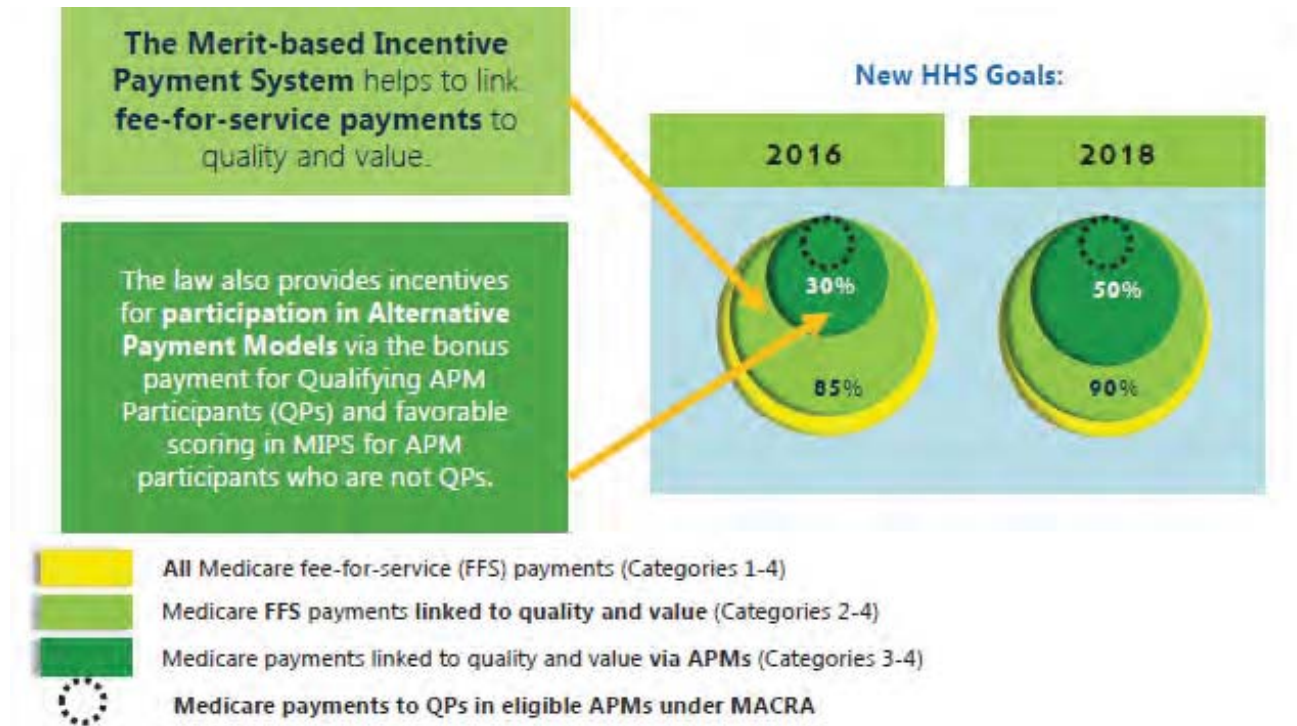 The Merit-based Incentive
Payment System helps to link
fee-for-service payments to
quality and value.
The law also provides incentives
for participation in Alternative
Payment Models via the bonus
payment for Qualifying APM
Participants (QPs) and favorable
scoring in MIPS for APM
participants who are not QPs.
New HHS Goals:
2016
2018
30%
85%
50%
90%
All Medicare fee-for-service (FFS) payments (Categories 1-4)
Medicare FFS payments linked to quality and value (Categories 2-4)
Medicare payments linked to quality and value via APMs (Categories 3-4)
Medicare payments to QPs in eligible APMs under MACRA